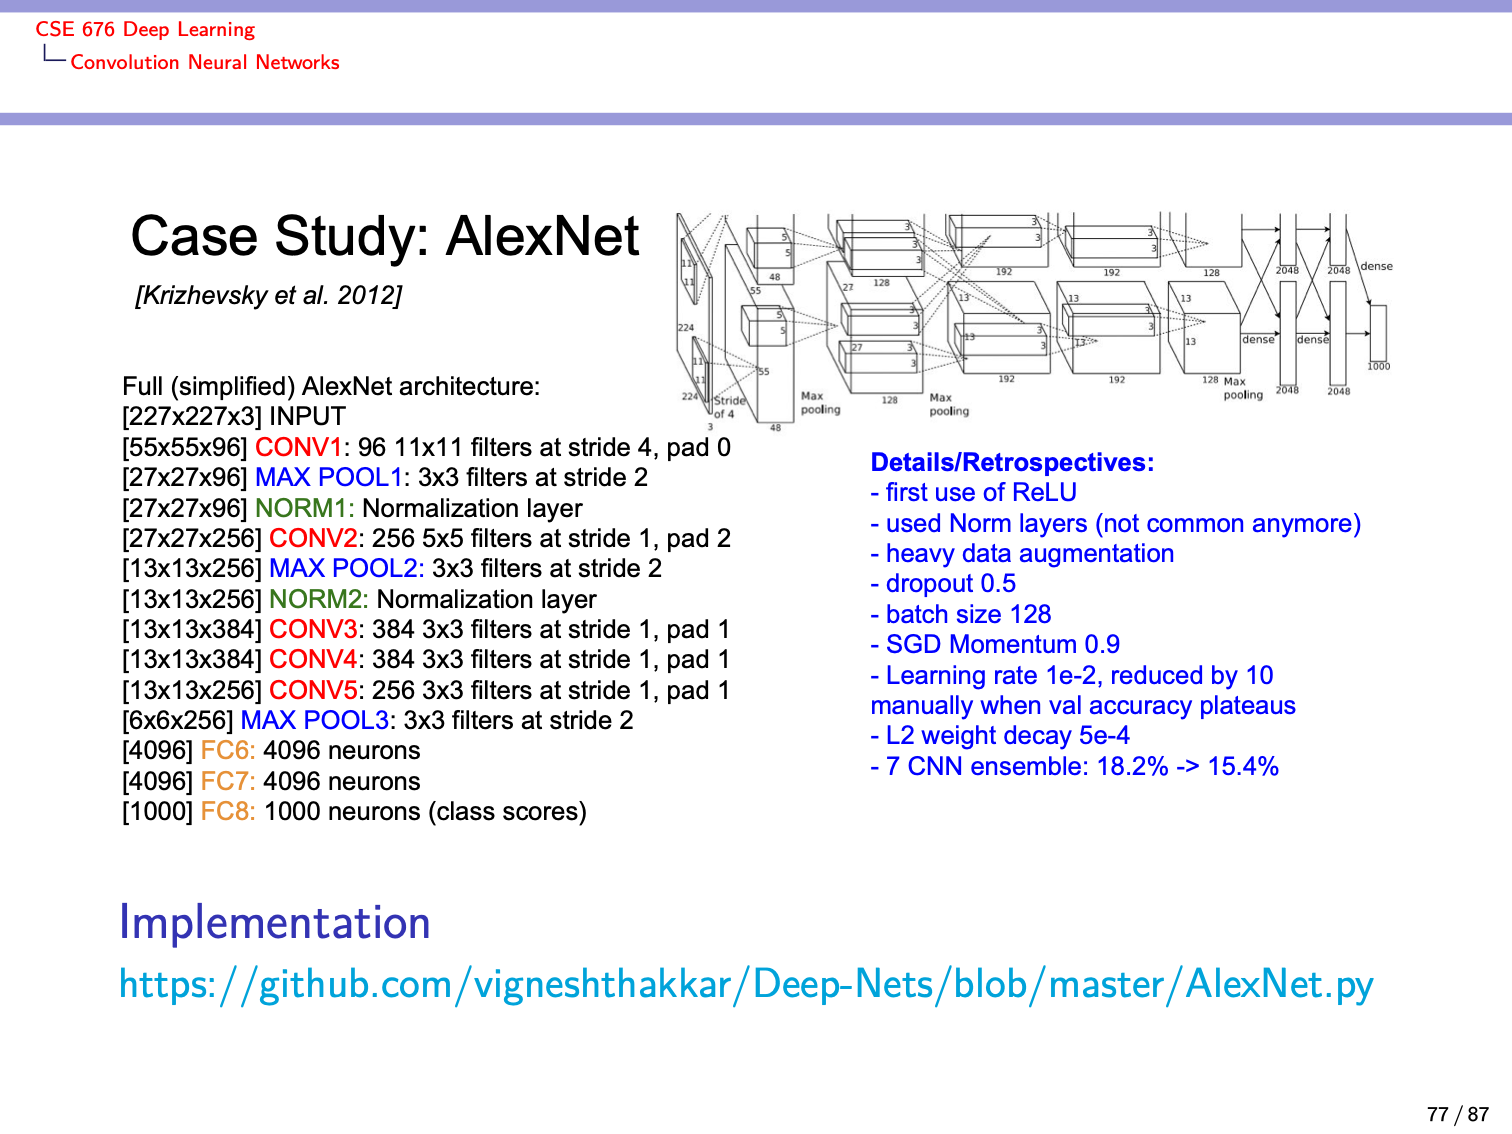 CSE 676 Deep Learning
Convolution Neural Networks
Case Study: AlexNet
[Krizhevsky et al. 2012]
Full (simplified) AlexNet architecture:
[227x227x3] INPUT
[55x55x96] CONV1: 96 11x11 filters at stride 4, pad 0
[27x27x96] MAX POOL1: 3x3 filters at stride 2
[27x27x96] NORM1: Normalization layer
[27x27x256] CONV2: 256 5x5 filters at stride 1, pad 2
[13x13x256] MAX POOL2: 3x3 filters at stride 2
[13x13x256] NORM2: Normalization layer
[13x13x384] CONV3: 384 3x3 filters at stride 1, pad 1
[13x13x384] CONV4: 384 3x3 filters at stride 1, pad 1
[13x13x256] CONV5: 256 3x3 filters at stride 1, pad 1
[6x6x256] MAX POOL3: 3x3 filters at stride 2
[4096] FC6: 4096 neurons
[4096] FC7: 4096 neurons
[1000] FC8: 1000 neurons (class scores)
11
11
224
11
11
224
3
Stride
of 4
55
55
48
5
5
48
5
5
Max
pooling
27
128
3
3
3
27
3
3
3
3
128
Max
pooling
192
3
3
13
13
3
3
192
192
3
3
13
13
3
3
192
128
13
13
128
Max
pooling
2048
2048
dense
dense
dense
2048
2048
1000
Details/Retrospectives:
- first use of ReLU
- used Norm layers (not common anymore)
- heavy data augmentation
- dropout 0.5
- batch size 128
- SGD Momentum 0.9
- Learning rate 1e-2, reduced by 10
manually when val accuracy plateaus
- L2 weight decay 5e-4
- 7 CNN ensemble: 18.2% -> 15.4%
Implementation
https://github.com/vigneshthakkar/Deep-Nets/blob/master/AlexNet.py
77 / 87